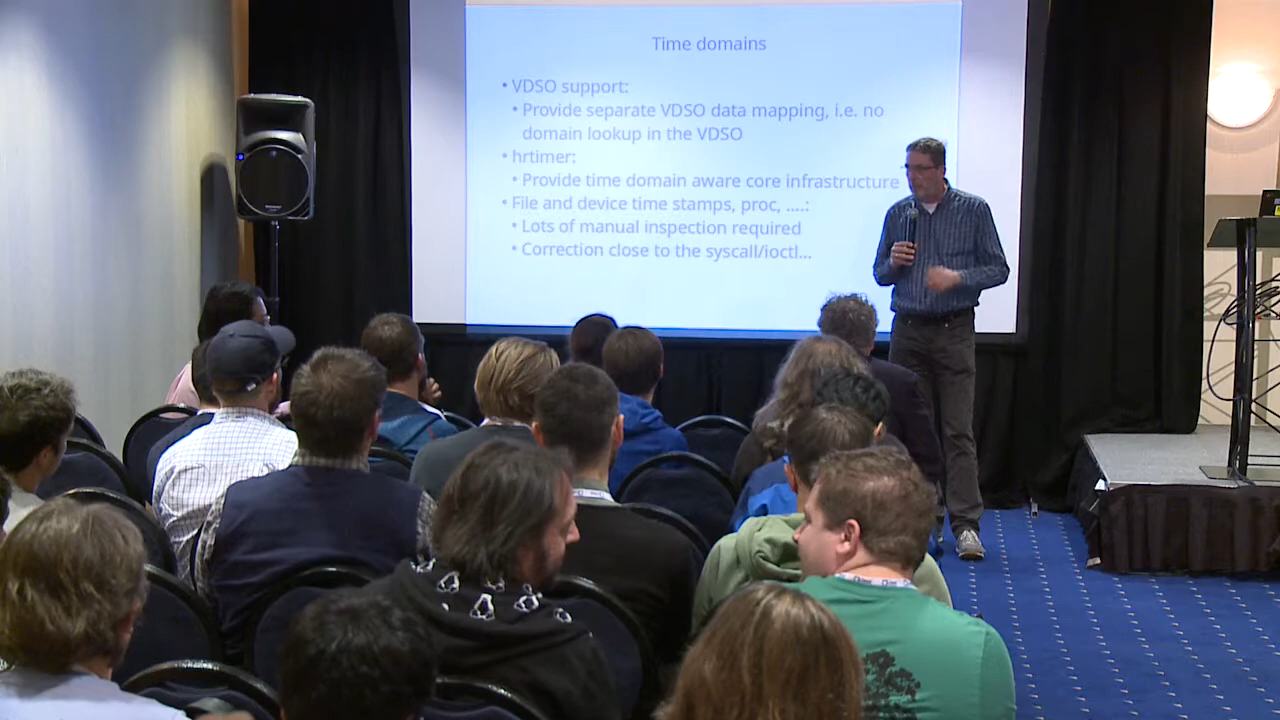 Time domains
• VDSO support:
• Provide separate VDSO data mapping, i.e. no
domain lookup in the VDSO
• hrtimer:
• Provide time domain aware core infrastructure
• File and device time stamps, proc, ....:
• Lots of manual inspection required
• Correction close to the syscall/ioctl...